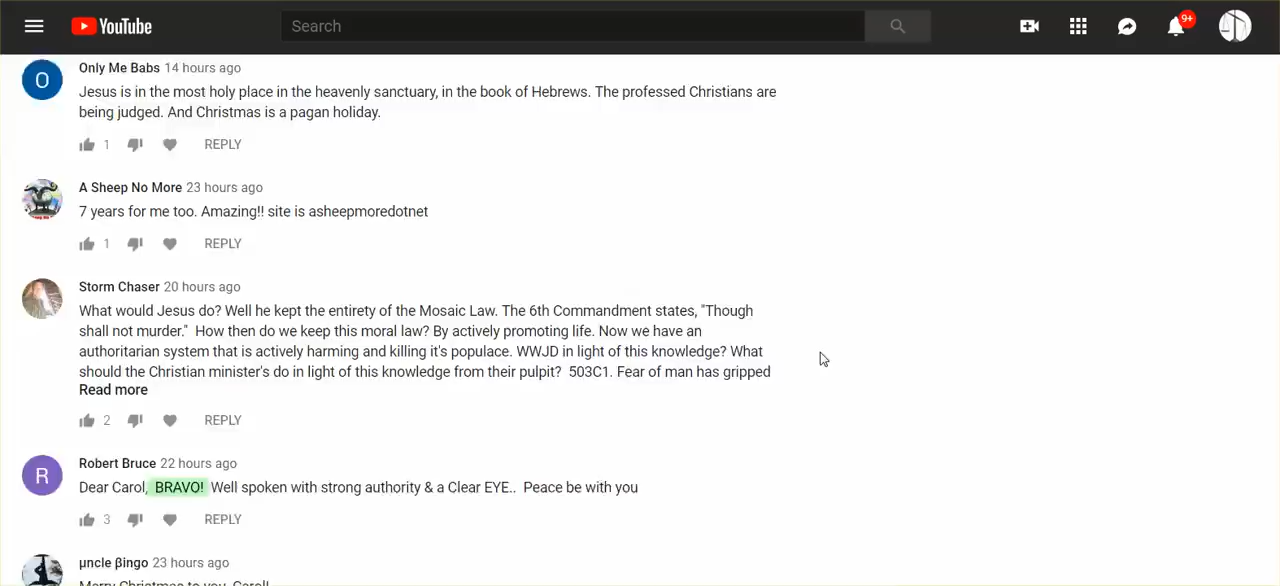 YouTube
Search
9+
O
Only Me Babs 14 hours ago
Jesus is in the most holy place in the heavenly sanctuary, in the book of Hebrews. The professed Christians are
being judged. And Christmas is a pagan holiday.
1 REPLY
A Sheep No More 23 hours ago
7 years for me too. Amazing!! site is asheepmoredotnet
1 REPLY
Storm Chaser 20 hours ago
What would Jesus do? Well he kept the entirety of the Mosaic Law. The 6th Commandment states, "Though
shall not murder." How then do we keep this moral law? By actively promoting life. Now we have an
authoritarian system that is actively harming and killing it's populace. WWJD in light of this knowledge? What
should the Christian minister's do in light of this knowledge from their pulpit? 503C1. Fear of man has gripped
Read more
2 REPLY
R
Robert Bruce 22 hours ago
Dear Carol, BRAVO! Well spoken with strong authority & a Clear EYE.. Peace be with you
3 REPLY
µncle βingo 23 hours ago
Merry Christmas to you, Carol!